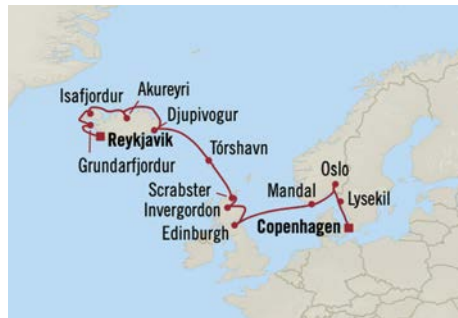 Isafjordur
Akureyri
Djupivogur
Reykjavik
Grundarfjordur
Tórshavn
Scrabster
Invergordon
Edinburgh
Mandal
Oslo
Lysekil
Copenhagen